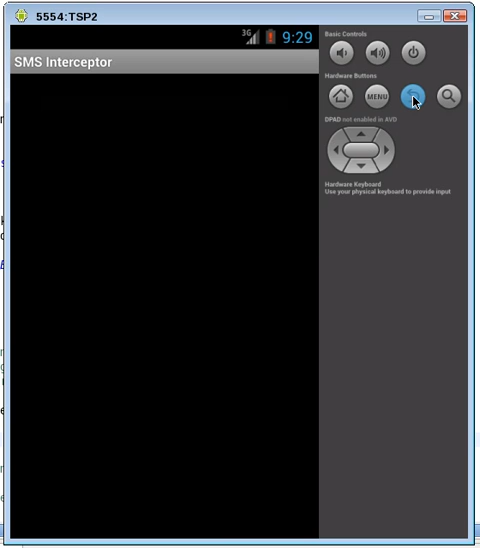 5554:TSP2
3G 9:29
SMS Interceptor
Basic Controls
Hardware Buttons
MENU
DPAD not enabled in AVD
Hardware Keyboard
Use your physical keyboard to provide input